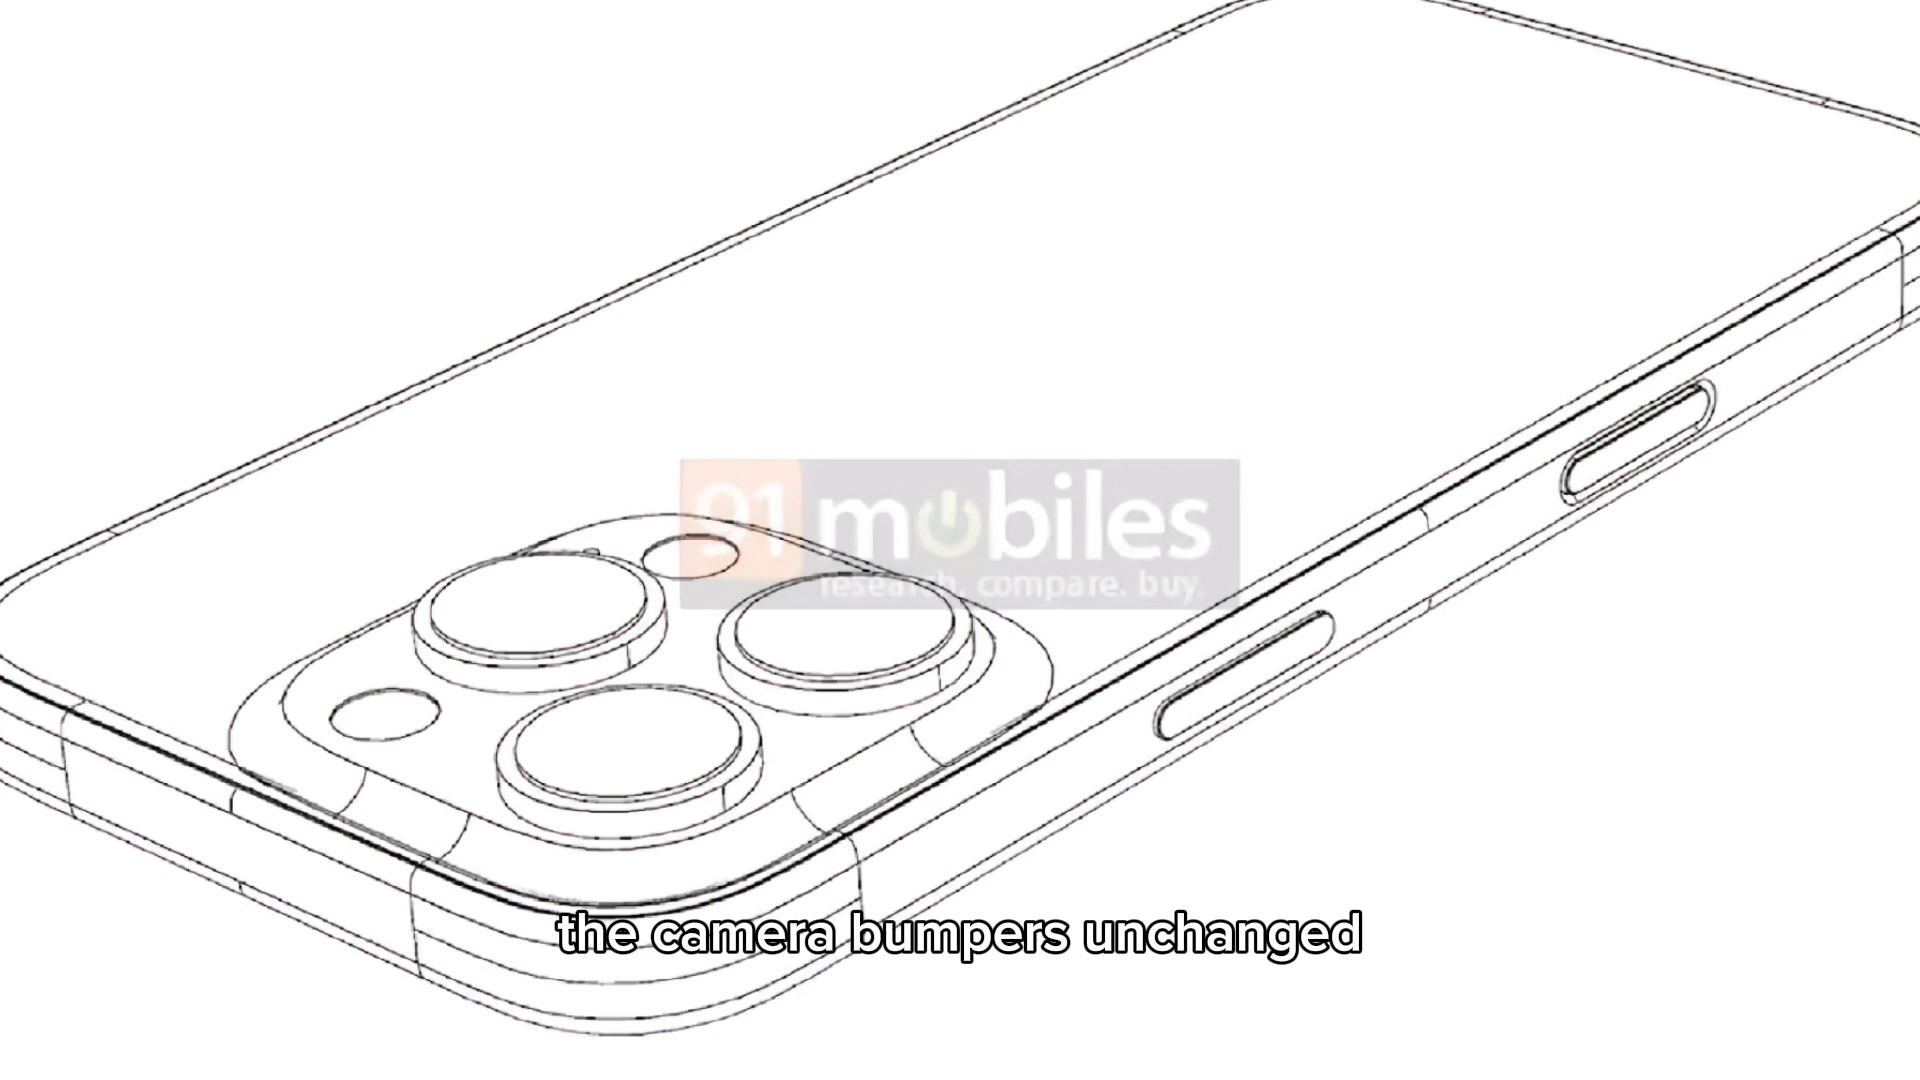 91mobiles
research. compare. buy.
the camera bumpers unchanged